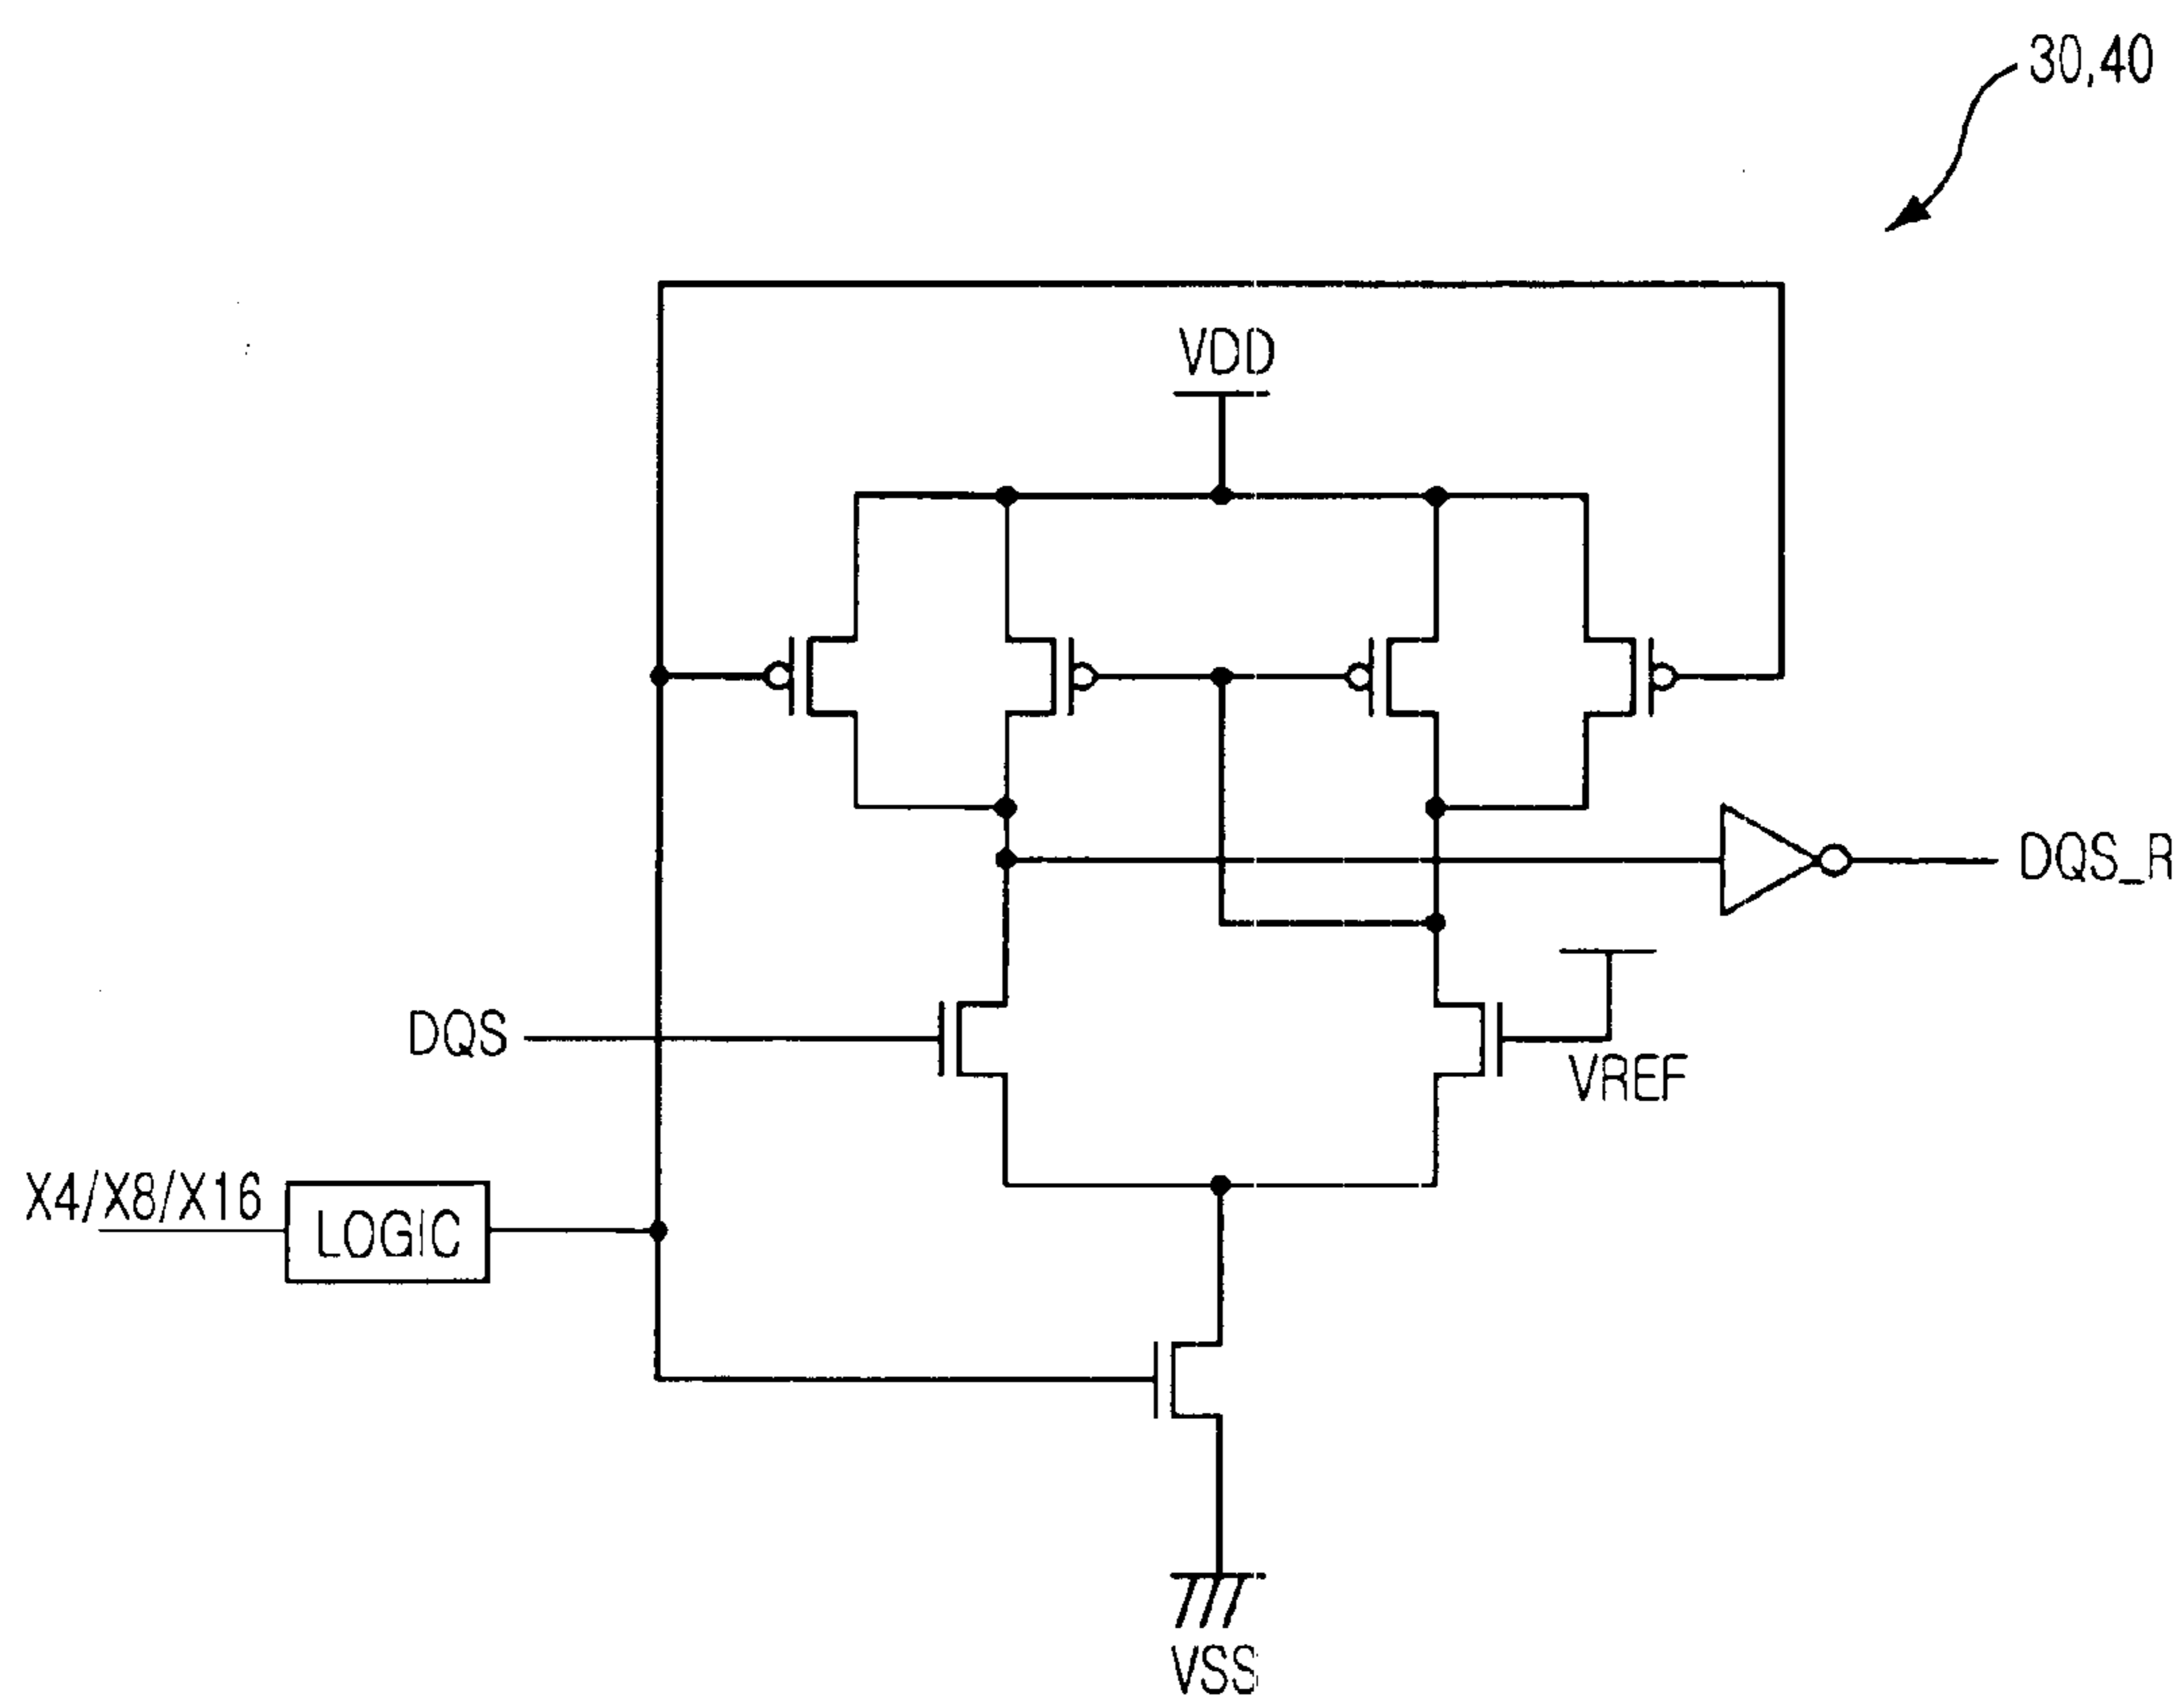 30,40
VDD
DQS_R
DQS
VREF
X4/X8/X16
LOGIC
VSS